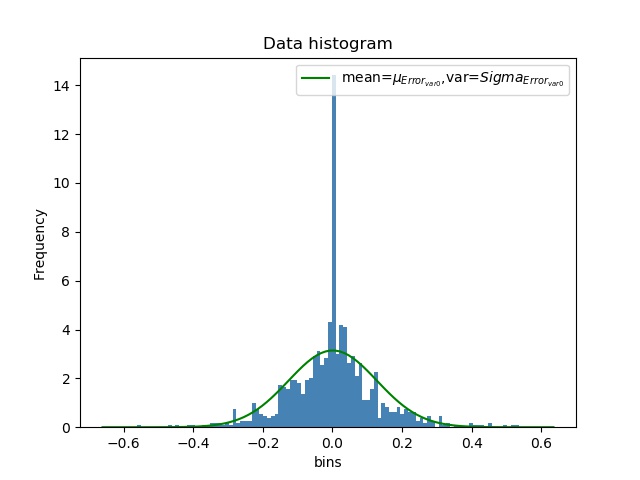 Data histogram
mean=μ_{Error_{var0}},var=Sigma_{Error_{var0}}
14
12
10
8
6
4
2
0
Frequency
−0.6 −0.4 −0.2 0.0 0.2 0.4 0.6
bins